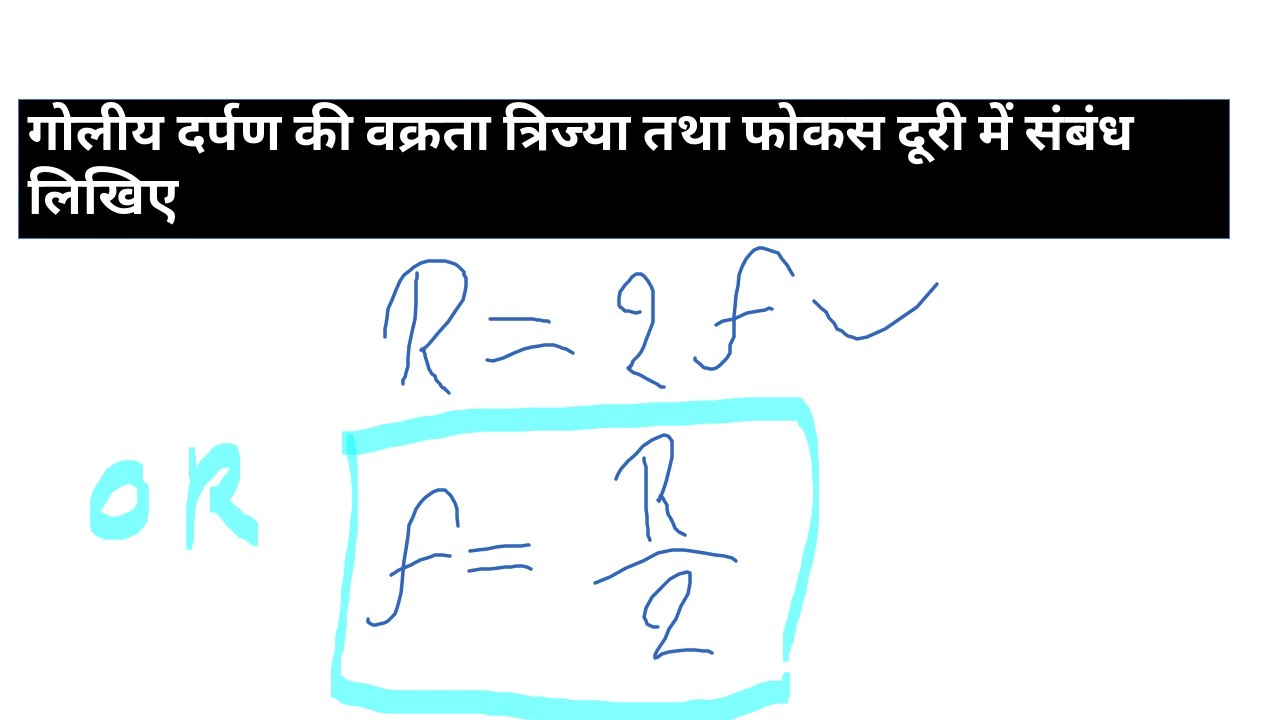 गोलीय दर्पण की वक्रता त्रिज्या तथा फोकस दूरी में संबंध
लिखिए
R = 2f
OR
f = R/2